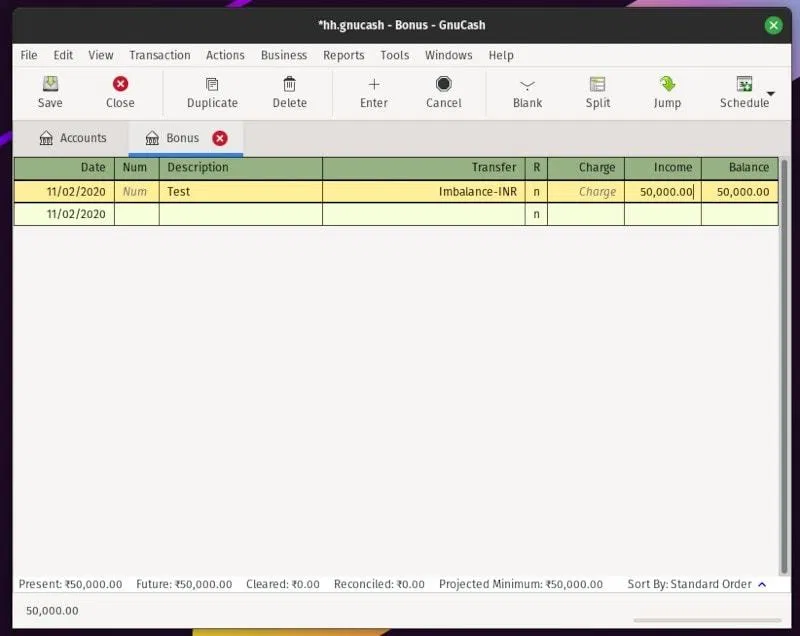 *hh.gnucash - Bonus - GnuCash
File Edit View Transaction Actions Business Reports Tools Windows Help
Save Close Duplicate Delete Enter Cancel Blank Split Jump Schedule
Accounts Bonus
Date Num Description Transfer R Charge Income Balance
11/02/2020 Num Test Imbalance-INR n Charge 50,000.00 50,000.00
11/02/2020 n
Present: ₹50,000.00 Future: ₹50,000.00 Cleared: ₹0.00 Reconciled: ₹0.00 Projected Minimum: ₹50,000.00 Sort By: Standard Order
50,000.00